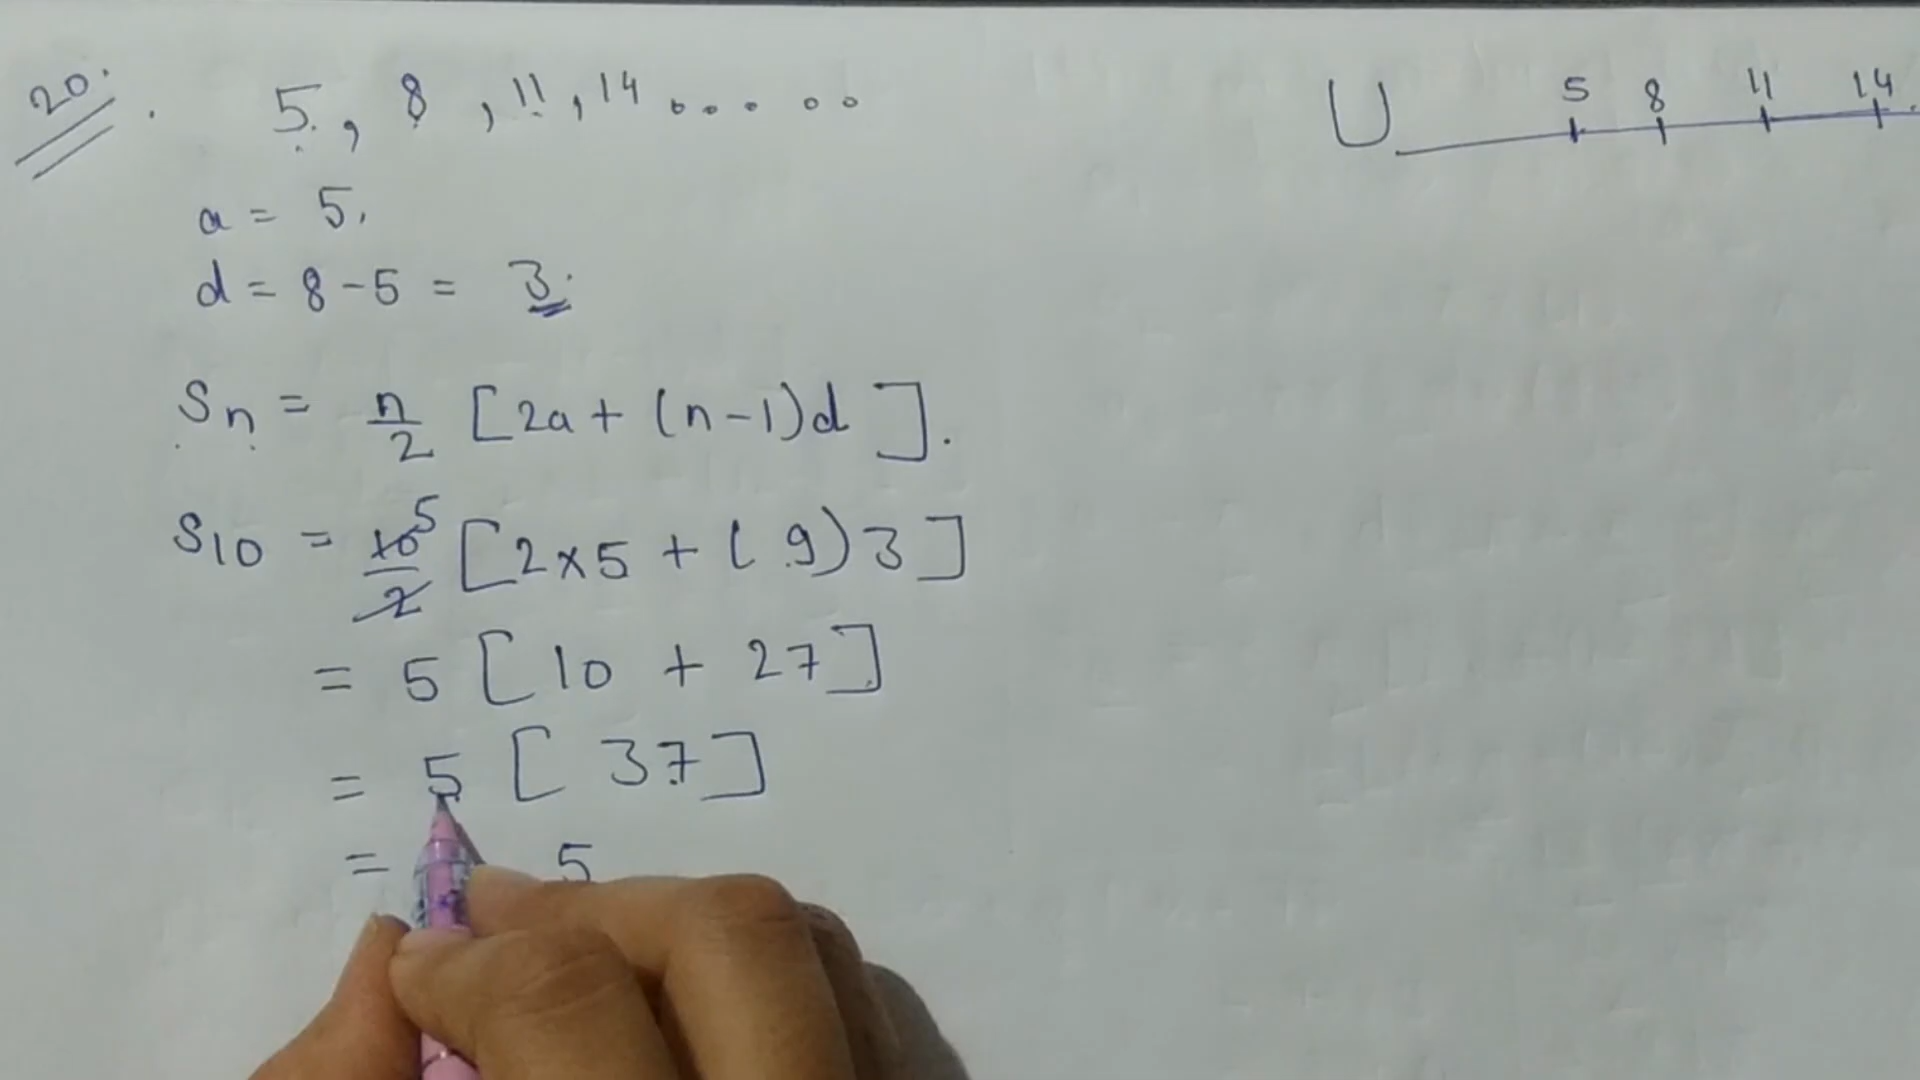 20.
5, 8, 11, 14 . . . . . .
a = 5.
d = 8 - 5 = 3.
Sn = n/2 [2a + (n-1)d].
S10 = 10/2 5 [2×5 + (9)3]
= 5 [10 + 27]
= 5 [37]
= 5
U 5 8 11 14